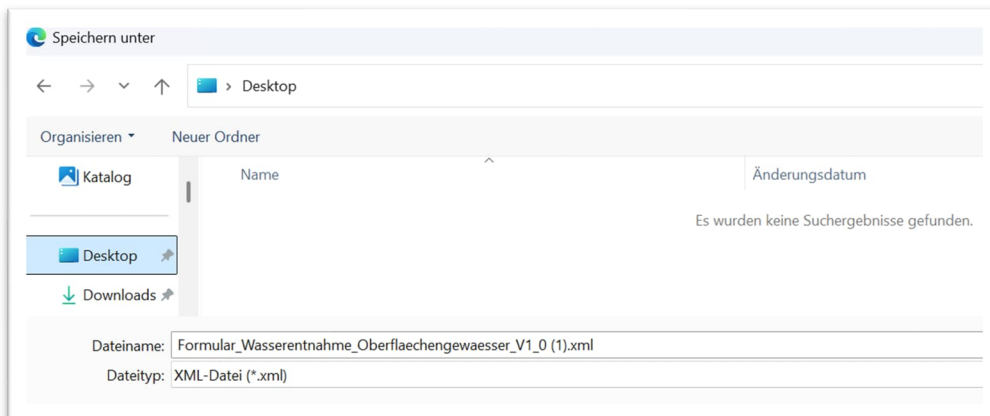 Speichern unter
Desktop
Organisieren Neuer Ordner
Katalog
Name Änderungsdatum
Es wurden keine Suchergebnisse gefunden.
Desktop
Downloads
Dateiname: Formular_Wasserentnahme_Oberflaechengewaesser_V1_0 (1).xml
Dateityp: XML-Datei (*.xml)